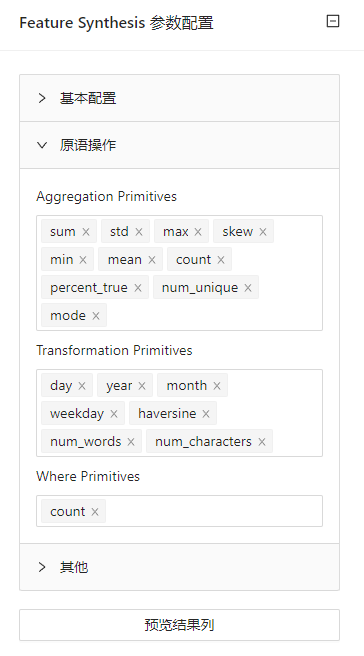 Feature Synthesis 参数配置
基本配置
原语操作
Aggregation Primitives
sum × std × max × skew ×
min × mean × count ×
percent_true × num_unique ×
mode ×
Transformation Primitives
day × year × month ×
weekday × haversine ×
num_words × num_characters ×
Where Primitives
count ×
其他
预览结果列